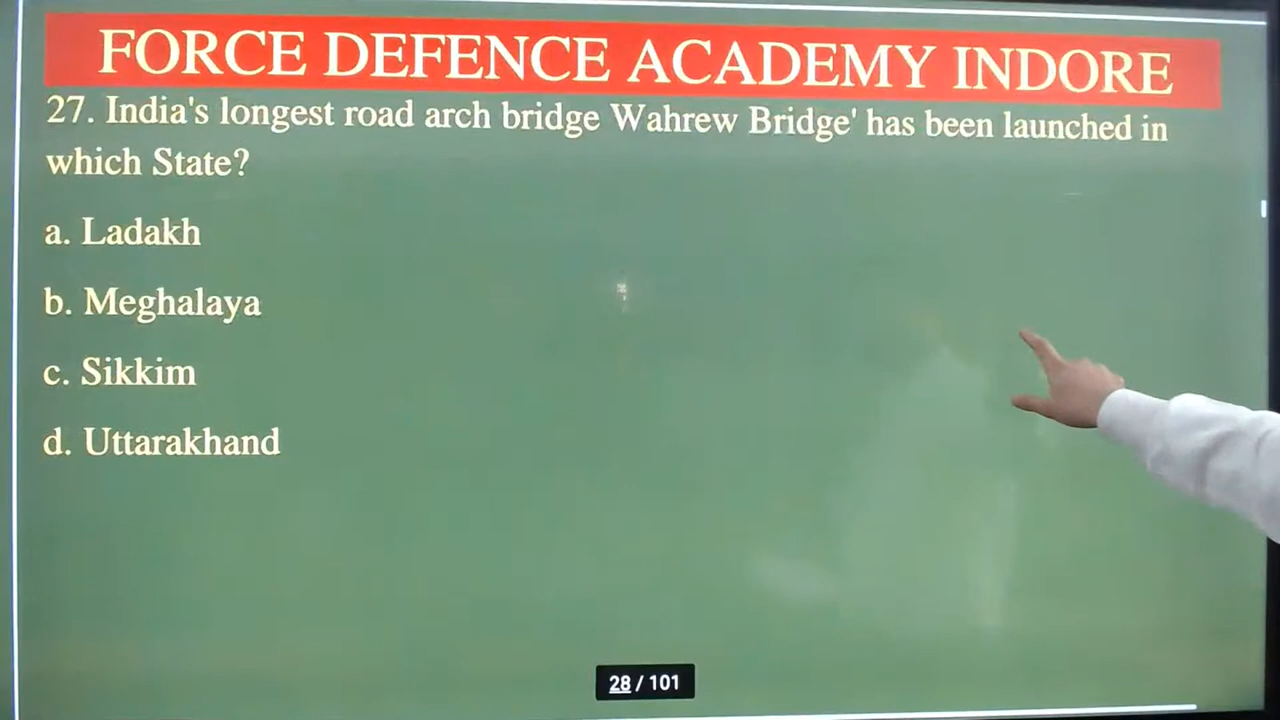 FORCE DEFENCE ACADEMY INDORE
27. India's longest road arch bridge Wahrew Bridge' has been launched in
which State?
a. Ladakh
b. Meghalaya
c. Sikkim
d. Uttarakhand
28 / 101